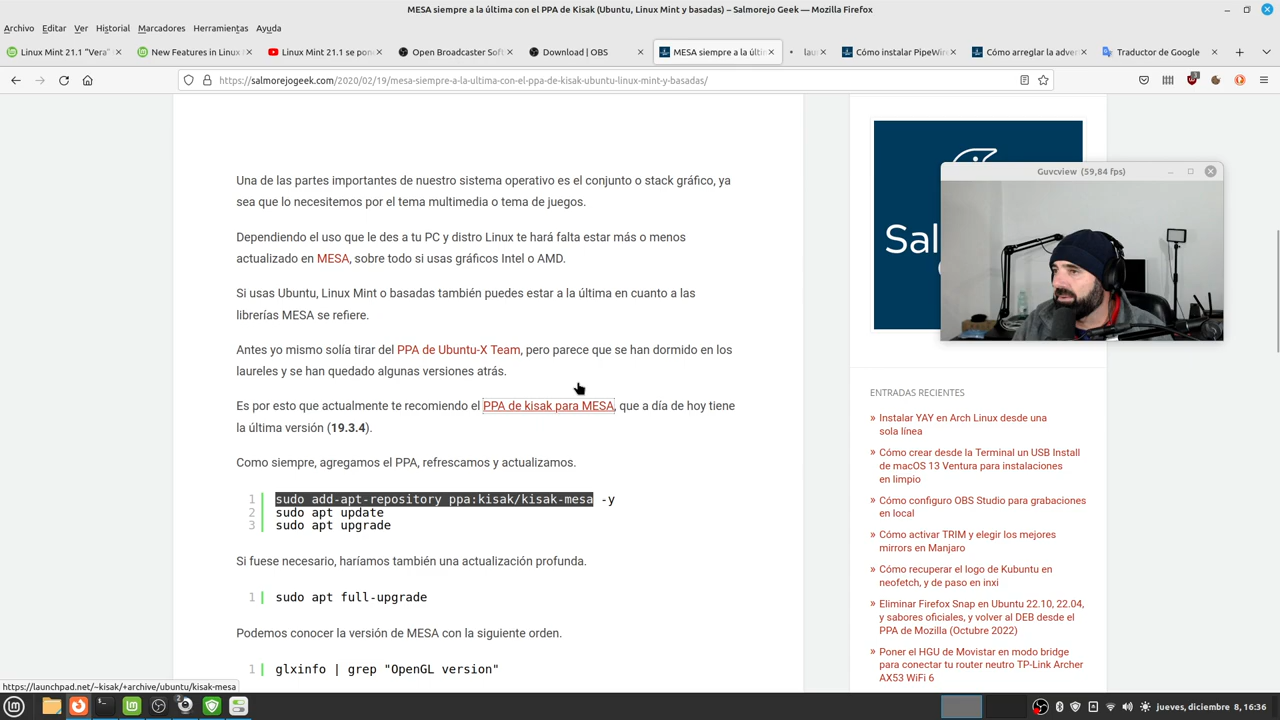 MESA siempre a la última con el PPA de Kisak (Ubuntu, Linux Mint y basadas) – Salmorejo Geek — Mozilla Firefox
Archivo Editar Ver Historial Marcadores Herramientas Ayuda
Linux Mint 21.1 "Vera"
New Features in Linux
Linux Mint 21.1 se pon
Open Broadcaster Soft
Download | OBS
MESA siempre a la últi
lau
Cómo instalar PipeWire
Cómo arreglar la adver
Traductor de Google
https://salmorejogeek.com/2020/02/19/mesa-siempre-a-la-ultima-con-el-ppa-de-kisak-ubuntu-linux-mint-y-basadas/
Una de las partes importantes de nuestro sistema operativo es el conjunto o stack gráfico, ya
sea que lo necesitemos por el tema multimedia o tema de juegos.
Dependiendo el uso que le des a tu PC y distro Linux te hará falta estar más o menos
actualizado en MESA, sobre todo si usas gráficos Intel o AMD.
Si usas Ubuntu, Linux Mint o basadas también puedes estar a la última en cuanto a las
librerías MESA se refiere.
Antes yo mismo solía tirar del PPA de Ubuntu-X Team, pero parece que se han dormido en los
laureles y se han quedado algunas versiones atrás.
Es por esto que actualmente te recomiendo el PPA de kisak para MESA, que a día de hoy tiene
la última versión (19.3.4).
Como siempre, agregamos el PPA, refrescamos y actualizamos.
1 sudo add-apt-repository ppa:kisak/kisak-mesa -y
2 sudo apt update
3 sudo apt upgrade
Si fuese necesario, haríamos también una actualización profunda.
1 sudo apt full-upgrade
Podemos conocer la versión de MESA con la siguiente orden.
1 glxinfo | grep "OpenGL version"
https://launchpad.net/~kisak/+archive/ubuntu/kisak-mesa
Sal
Guvcview (59,84 fps)
ENTRADAS RECIENTES
» Instalar YAY en Arch Linux desde una
sola línea
» Cómo crear desde la Terminal un USB Install
de macOS 13 Ventura para instalaciones
en limpio
» Cómo configuro OBS Studio para grabaciones
en local
» Cómo activar TRIM y elegir los mejores
mirrors en Manjaro
» Cómo recuperar el logo de Kubuntu en
neofetch, y de paso en inxi
» Eliminar Firefox Snap en Ubuntu 22.10, 22.04,
y sabores oficiales, y volver al DEB desde el
PPA de Mozilla (Octubre 2022)
» Poner el HGU de Movistar en modo bridge
para conectar tu router neutro TP-Link Archer
AX53 WiFi 6
jueves, diciembre 8, 16:36